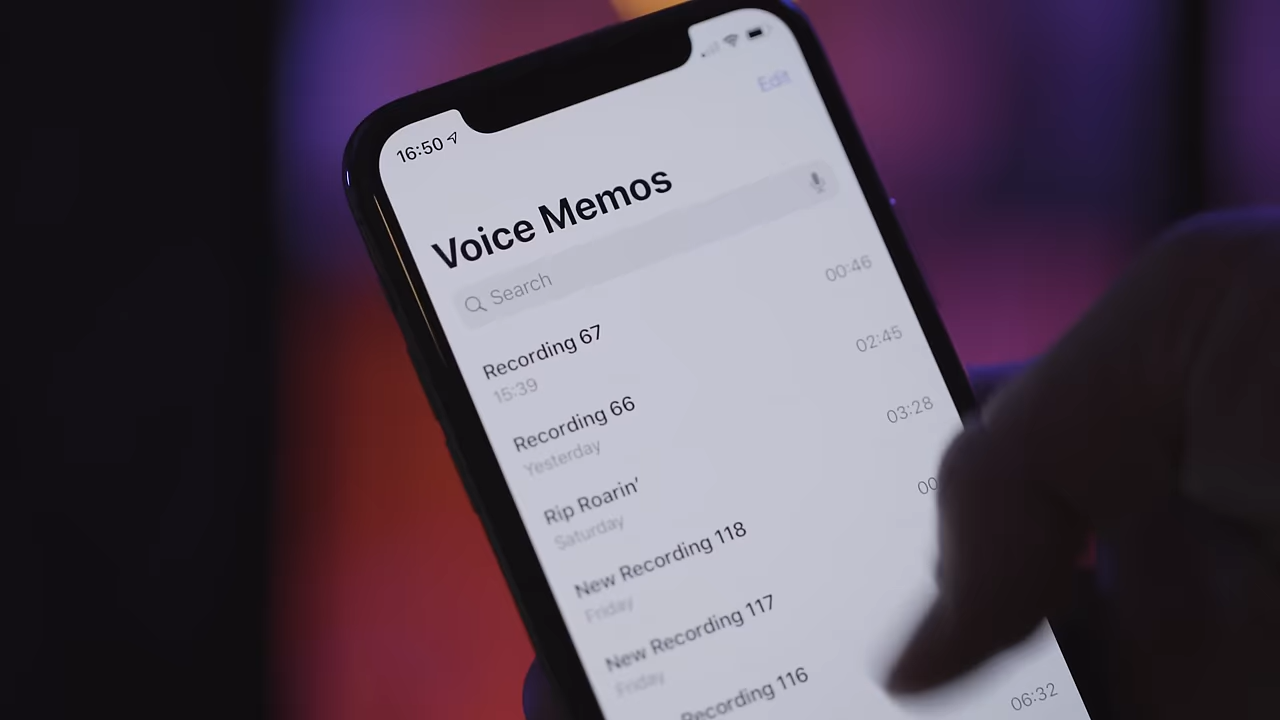 16:50
Edit
Voice Memos
Search
Recording 67
00:46
15:39
Recording 66
02:45
Yesterday
Rip Roarin'
03:28
Saturday
New Recording 118
00
Friday
New Recording 117
Friday
Recording 116
06:32